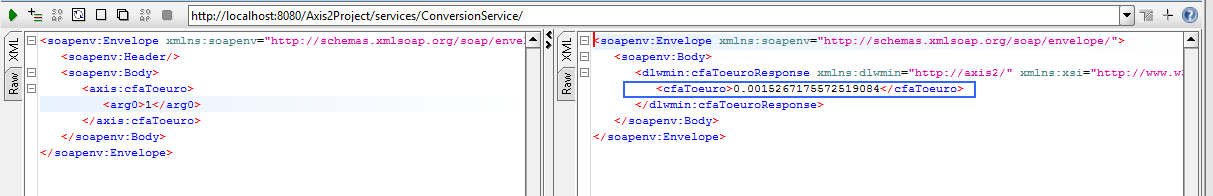 http://localhost:8080/Axis2Project/services/ConversionService/
XML
Raw
<soapenv:Envelope xmlns:soapenv="http://schemas.xmlsoap.org/soap/enve
<soapenv:Header/>
<soapenv:Body>
<axis:cfaToeuro>
<arg0>1</arg0>
</axis:cfaToeuro>
</soapenv:Body>
</soapenv:Envelope>
XML
Raw
<soapenv:Envelope xmlns:soapenv="http://schemas.xmlsoap.org/soap/envelope/">
<soapenv:Body>
<dlwmin:cfaToeuroResponse xmlns:dlwmin="http://axis2/" xmlns:xsi="http://www.w3
<cfaToeuro>0.0015267175572519084</cfaToeuro>
</dlwmin:cfaToeuroResponse>
</soapenv:Body>
</soapenv:Envelope>